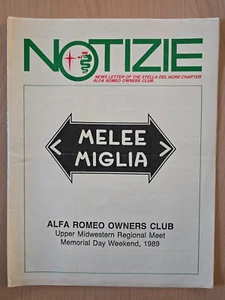 NOTIZIE
NEWS LETTER OF THE STELLA DEL NORD CHAPTER
ALFA ROMEO OWNERS CLUB
MELEE
MIGLIA
ALFA ROMEO OWNERS CLUB
Upper Midwestern Regional Meet
Memorial Day Weekend, 1989